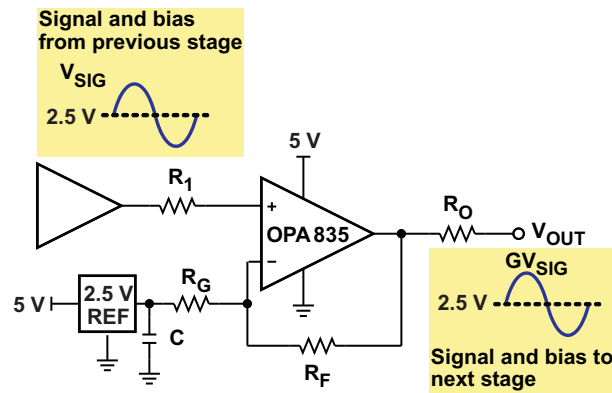 Signal and bias
from previous stage
VSIG
2.5 V
5 V
R1
+
OPA835
−
RO
VOUT
GVSIG
2.5 V
5 V
2.5 V
REF
RG
C
RF
Signal and bias to
next stage